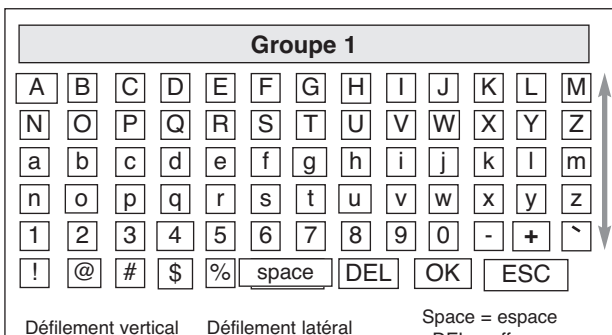 Groupe 1
A B C D E F G H I J K L M
N O P Q R S T U V W X Y Z
a b c d e f g h i j k l m
n o p q r s t u v w x y z
1 2 3 4 5 6 7 8 9 0 - + `
! @ # $ % space DEL OK ESC
Défilement vertical Défilement latéral Space = espace